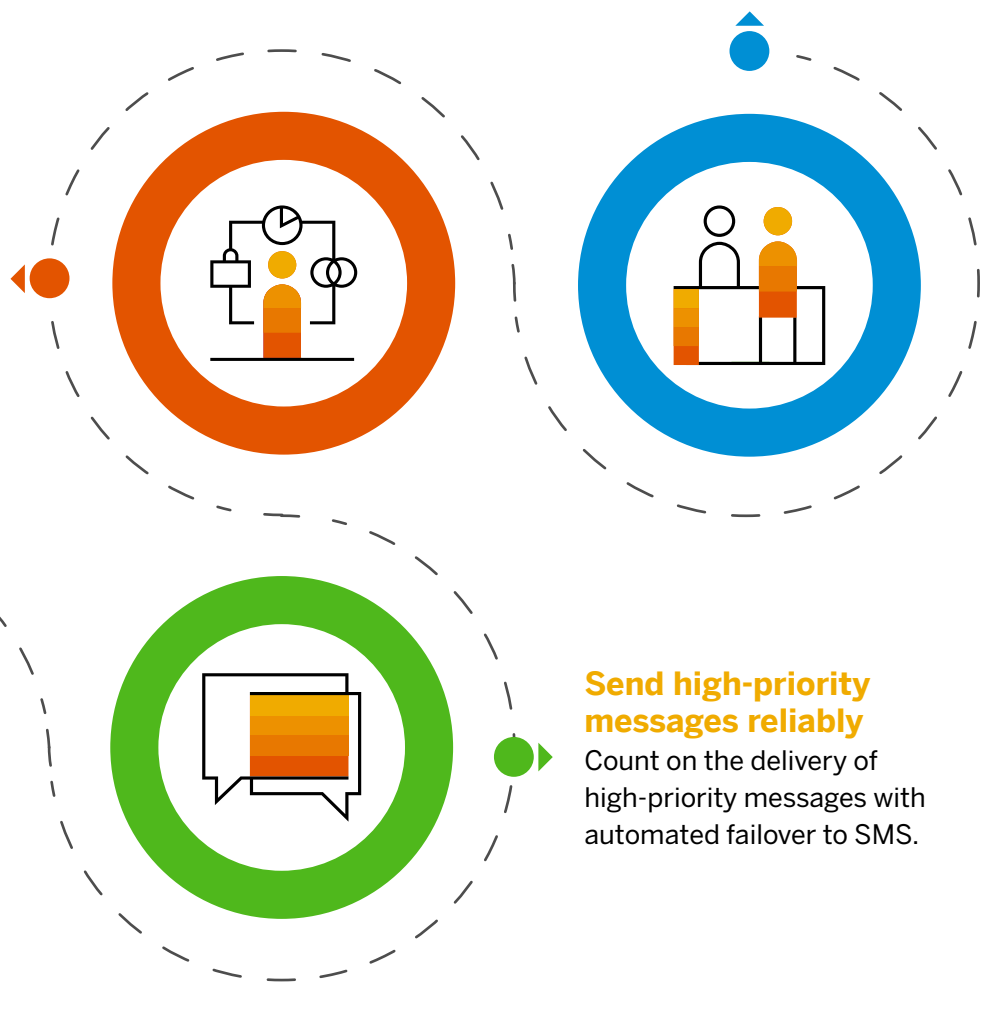 Send high-priority
messages reliably
Count on the delivery of
high-priority messages with
automated failover to SMS.